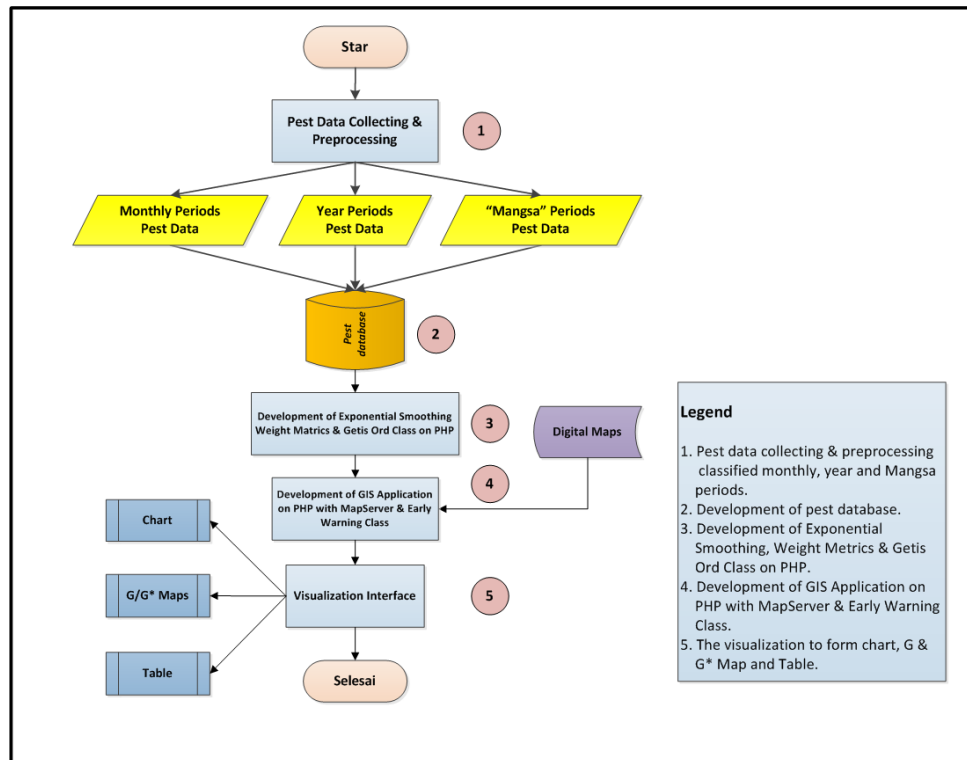 Star
Pest Data Collecting &
Preprocessing
1
Monthly Periods
Pest Data
Year Periods
Pest Data
“Mangsa” Periods
Pest Data
Pest
database
2
Development of Exponential Smoothing
Weight Metrics & Getis Ord Class on PHP
3
Digital Maps
Development of GIS Application
on PHP with MapServer & Early
Warning Class
4
Chart
G/G* Maps
Table
Visualization Interface
5
Selesai
Legend
1. Pest data collecting & preprocessing
classified monthly, year and Mangsa
periods.
2. Development of pest database.
3. Development of Exponential
Smoothing, Weight Metrics & Getis
Ord Class on PHP.
4. Development of GIS Application on
PHP with MapServer & Early Warning
Class.
5. The visualization to form chart, G &
G* Map and Table.